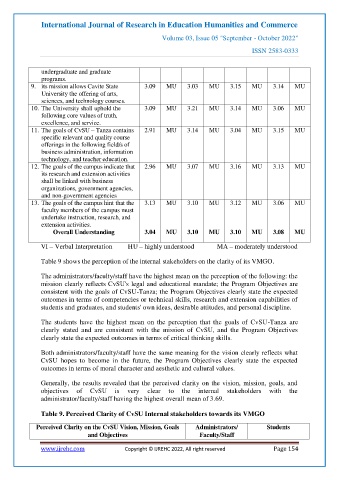 International Journal of Research in Education Humanities and Commerce
Volume 03, Issue 05 "September - October 2022"
ISSN 2583-0333
undergraduate and graduate
programs.
9. its mission allows Cavite State 3.09 MU 3.03 MU 3.15 MU 3.14 MU
University the offering of arts,
sciences, and technology courses.
10. The University shall uphold the 3.09 MU 3.21 MU 3.14 MU 3.06 MU
following core values of truth,
excellence, and service.
11. The goals of CvSU – Tanza contains 2.91 MU 3.14 MU 3.04 MU 3.15 MU
specific relevant and quality course
offerings in the following fields of
business administration, information
technology, and teacher education.
12. The goals of the campus indicate that 2.96 MU 3.07 MU 3.16 MU 3.13 MU
its research and extension activities
shall be linked with business
organizations, government agencies,
and non-government agencies
13. The goals of the campus hint that the 3.13 MU 3.10 MU 3.12 MU 3.06 MU
faculty members of the campus must
undertake instruction, research, and
extension activities.
Overall Understanding 3.04 MU 3.10 MU 3.10 MU 3.08 MU
VI – Verbal Interpretation HU – highly understood MA – moderately understood
Table 9 shows the perception of the internal stakeholders on the clarity of its VMGO.
The administrators/faculty/staff have the highest mean on the perception of the following: the
mission clearly reflects CvSU's legal and educational mandate; the Program Objectives are
consistent with the goals of CvSU-Tanza; the Program Objectives clearly state the expected
outcomes in terms of competencies or technical skills, research and extension capabilities of
students and graduates, and students' own ideas, desirable attitudes, and personal discipline.
The students have the highest mean on the perception that the goals of CvSU-Tanza are
clearly stated and are consistent with the mission of CvSU, and the Program Objectives
clearly state the expected outcomes in terms of critical thinking skills.
Both administrators/faculty/staff have the same meaning for the vision clearly reflects what
CvSU hopes to become in the future, the Program Objectives clearly state the expected
outcomes in terms of moral character and aesthetic and cultural values.
Generally, the results revealed that the perceived clarity on the vision, mission, goals, and
objectives of CvSU is very clear to the internal stakeholders with the
administrator/faculty/staff having the highest overall mean of 3.69.
Table 9. Perceived Clarity of CvSU Internal stakeholders towards its VMGO
Perceived Clarity on the CvSU Vision, Mission, Goals Administrators/ Students
and Objectives Faculty/Staff
www.ijrehc.com Copyright © IJREHC 2022, All right reserved Page 154